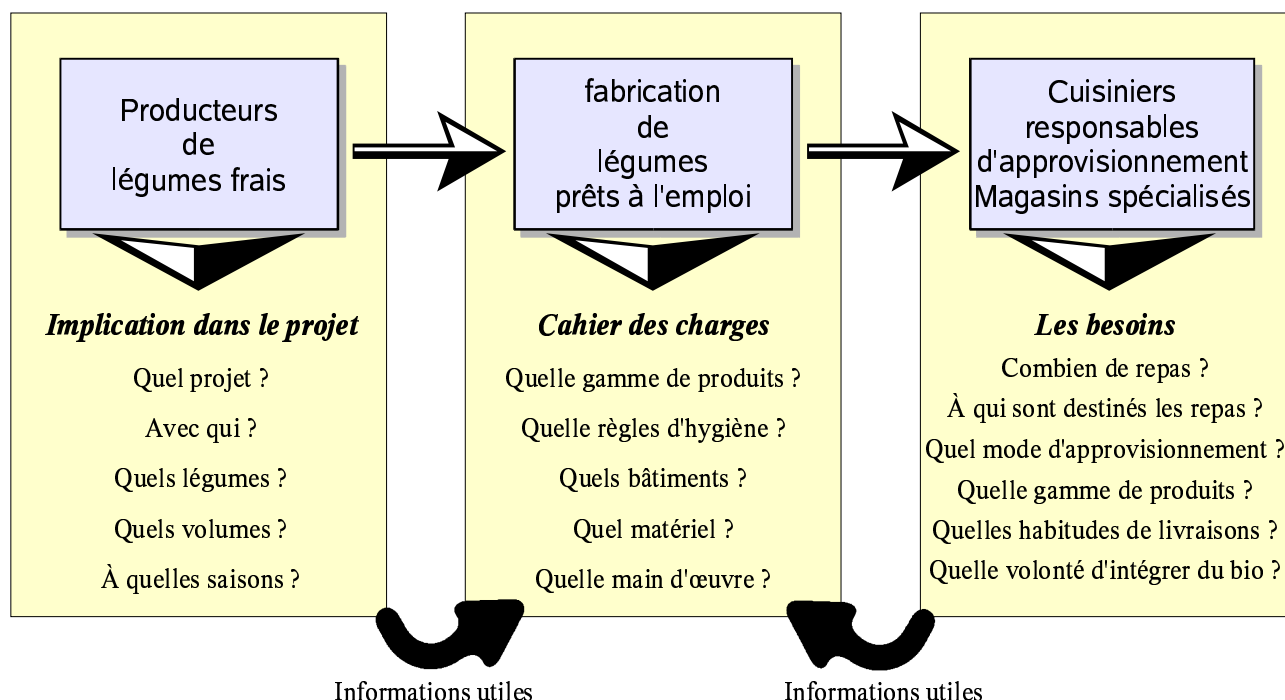 Producteurs
de
légumes frais
Implication dans le projet
Quel projet ?
Avec qui ?
Quels légumes ?
Quels volumes ?
À quelles saisons ?
fabrication
de
légumes
prêts à l'emploi
Cahier des charges
Quelle gamme de produits ?
Quelle règles d'hygiène ?
Quels bâtiments ?
Quel matériel ?
Quelle main d'œuvre ?
Cuisiniers
responsables
d'approvisionnement
Magasins spécialisés
Les besoins
Combien de repas ?
À qui sont destinés les repas ?
Quel mode d'approvisionnement ?
Quelle gamme de produits ?
Quelles habitudes de livraisons ?
Quelle volonté d'intégrer du bio ?
Informations utiles
Informations utiles